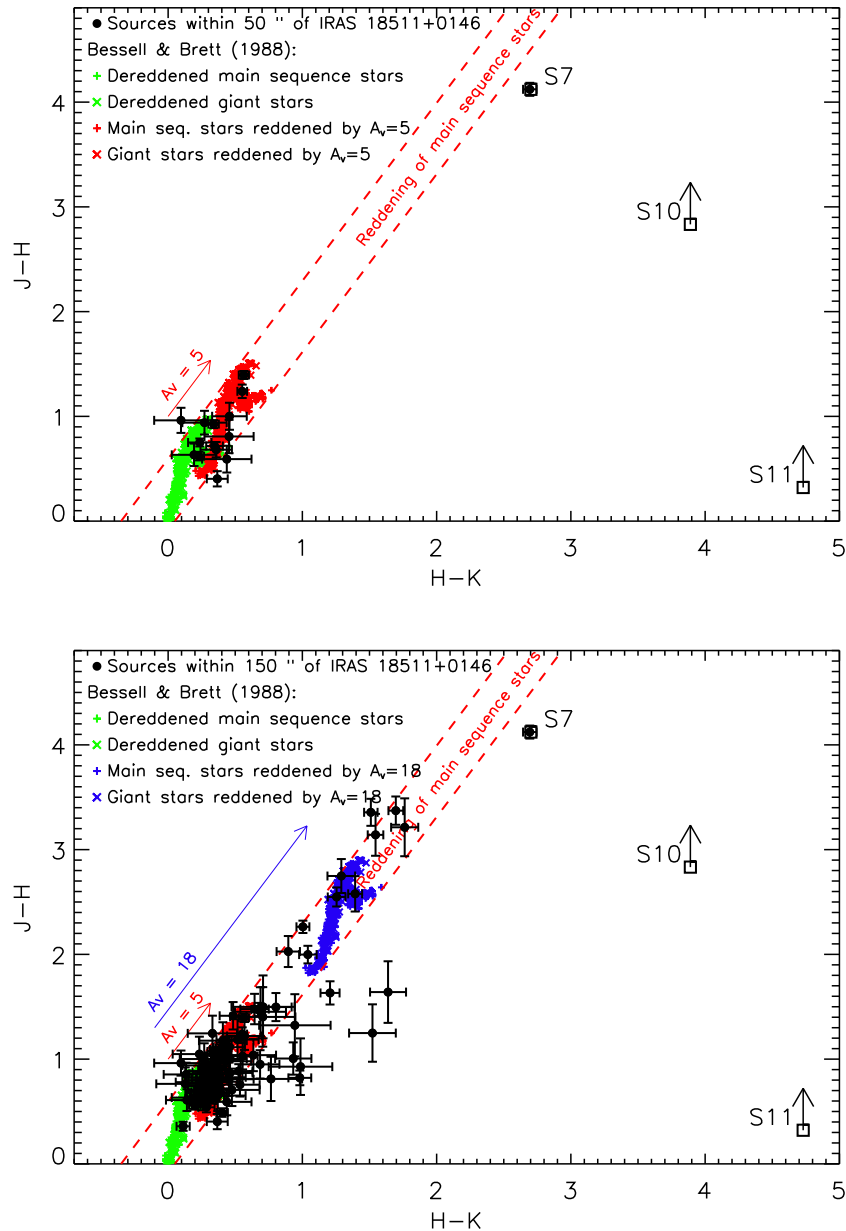 Sources within 50 " of IRAS 18511+0146
Bessell & Brett (1988):
Dereddened main sequence stars
Dereddened giant stars
Main seq. stars reddened by Aᵥ=5
Giant stars reddened by Aᵥ=5
Reddening of main sequence stars
S7
S10
S11
Av = 5
J-H
4
3
2
1
0
0 1 2 3 4 5
H-K
Sources within 150 " of IRAS 18511+0146
Bessell & Brett (1988):
Dereddened main sequence stars
Dereddened giant stars
Main seq. stars reddened by Aᵥ=18
Giant stars reddened by Aᵥ=18
Reddening of main sequence stars
S7
S10
S11
Av = 18
Av = 5
J-H
4
3
2
1
0
0 1 2 3 4 5
H-K